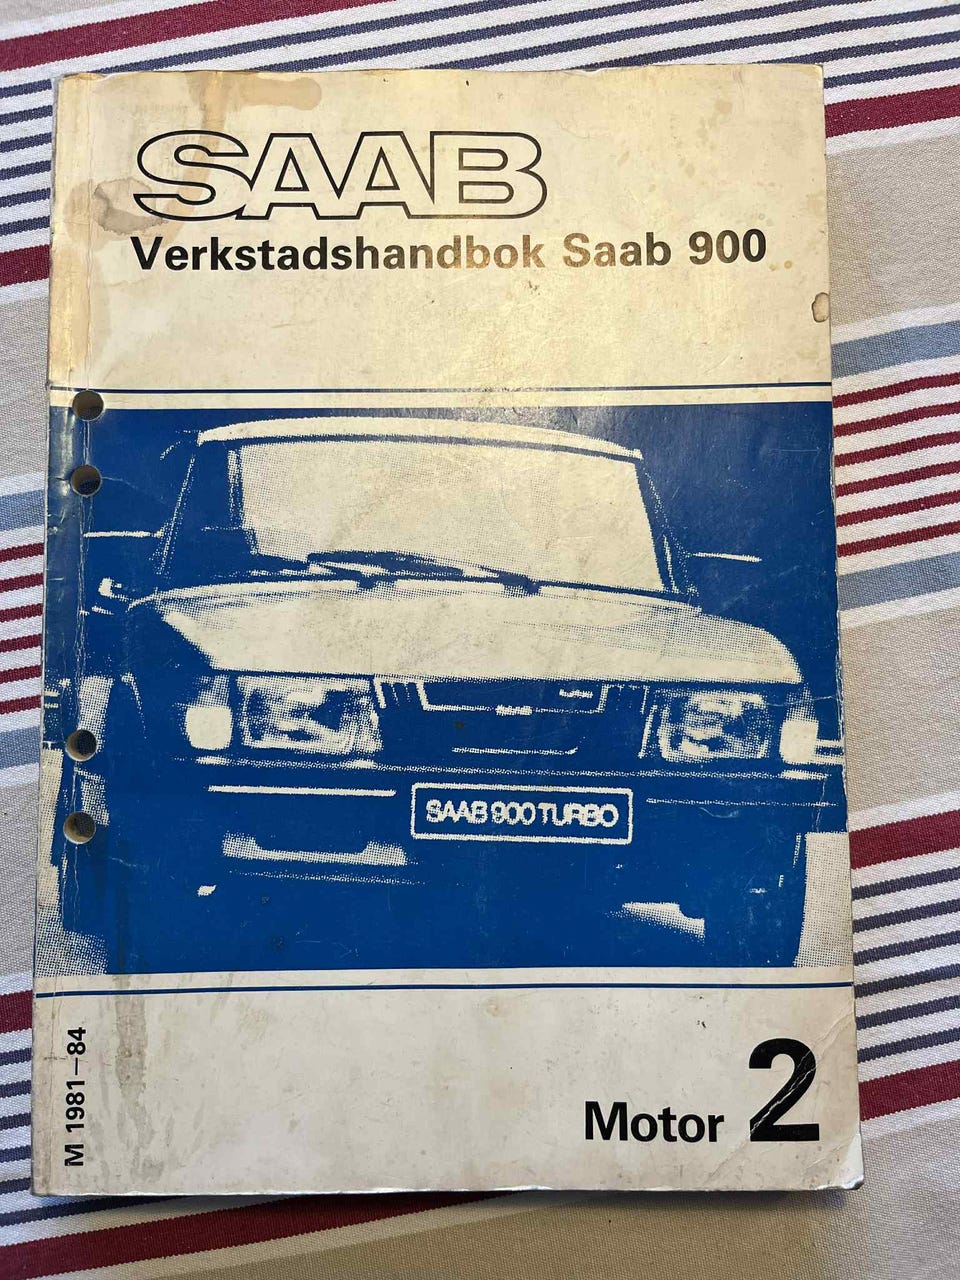 SAAB
Verkstadshandbok Saab 900
SAAB 900 TURBO
M 1981-84
Motor 2